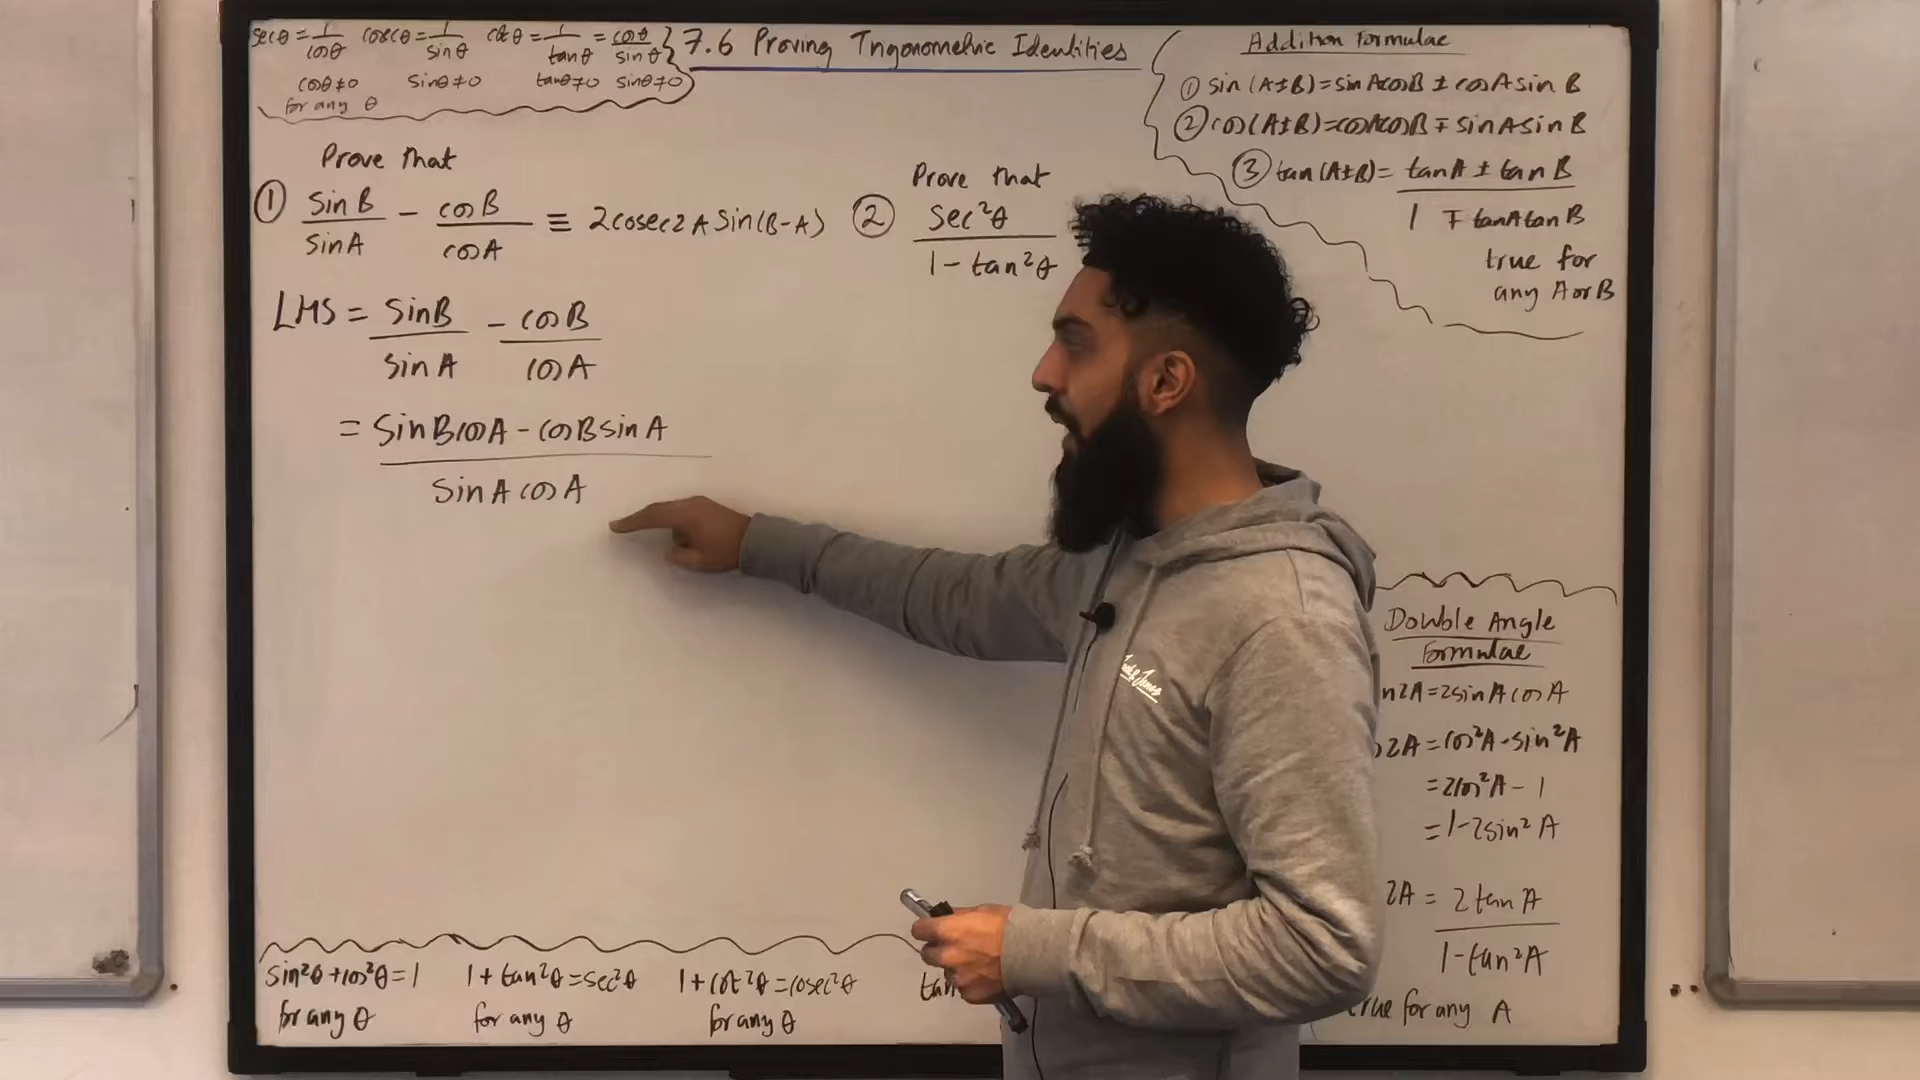 secθ = 1/cosθ cosecθ = 1/sinθ cotθ = 1/tanθ = cosθ/sinθ
cosθ≠0 sinθ≠0 tanθ≠0 sinθ≠0
for any θ
7.6 Proving Trigonometric Identities
Addition Formulae
① sin(A±B)=sinAcosB ± cosAsinB
② cos(A±B)=cosAcosB ∓ sinAsinB
③ tan(A±B)= tanA ± tanB
1 ∓ tanAtanB
true for
any A or B
Prove that
① sinB/sinA − cosB/cosA ≡ 2cosec2A sin(B-A)
LHS = sinB/sinA − cosB/cosA
= sinBcosA - cosBsinA
sinA cosA
Prove that
② sec²θ
1 - tan²θ
Double Angle
Formulae
n2A = 2sinA cosA
2A = cos²A - sin²A
= 2cos²A - 1
= 1-2sin²A
2A = 2tanA
1-tan²A
true for any A
sin²θ + cos²θ = 1 1 + tan²θ = sec²θ 1 + cot²θ = cosec²θ tan
for any θ for any θ for any θ